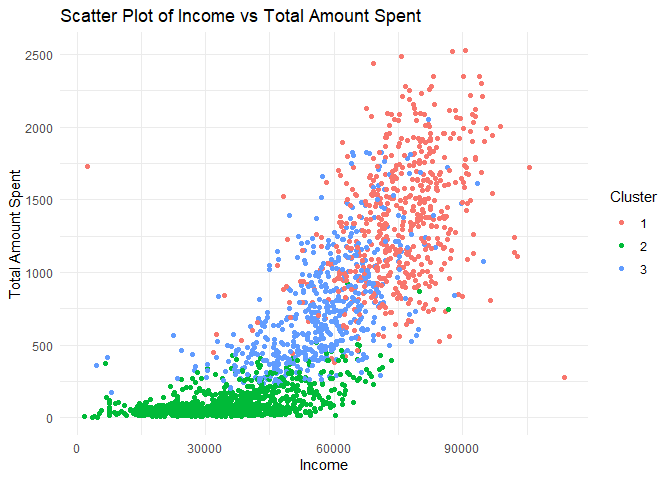 Scatter Plot of Income vs Total Amount Spent
Total Amount Spent
2500
2000
1500
1000
500
0
0 30000 60000 90000
Income
Cluster
1
2
3